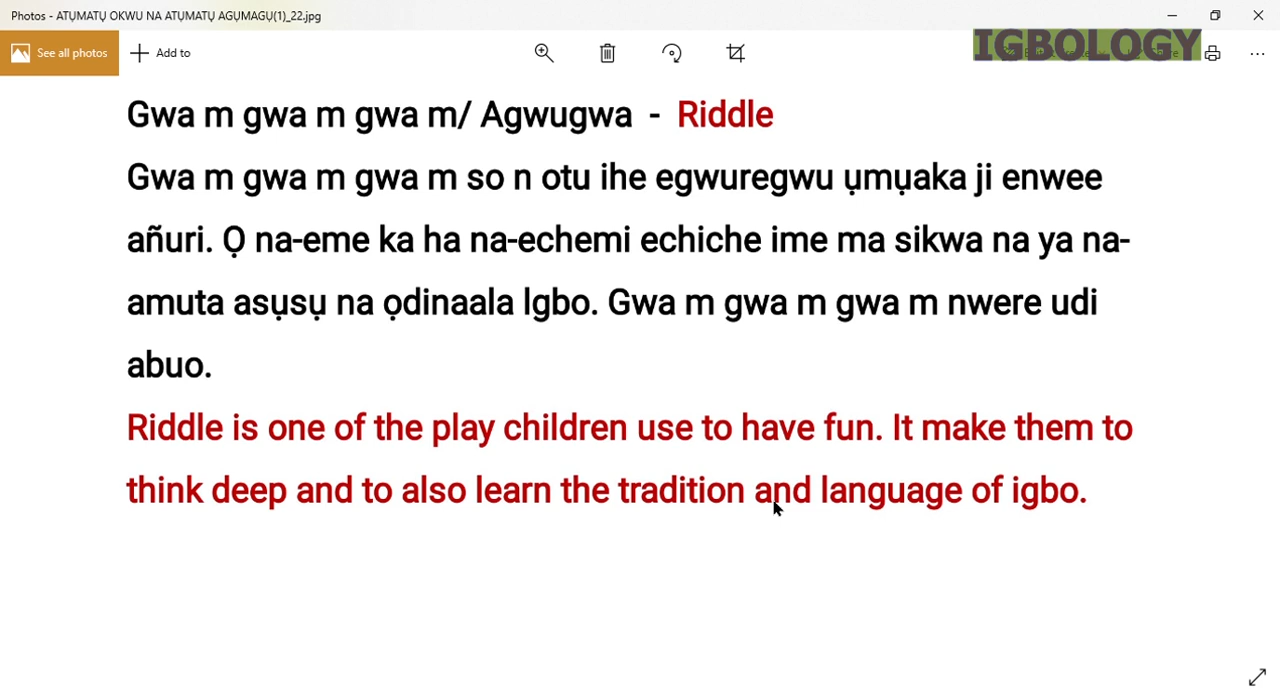 Photos - ATỤMATỤ OKWU NA ATỤMATỤ AGỤMAGỤ(1)_22.jpg
See all photos
Add to
IGBOLOGY
Gwa m gwa m gwa m/ Agwugwa - Riddle
Gwa m gwa m gwa m so n otu ihe egwuregwu ụmụaka ji enwee
añuri. Ọ na-eme ka ha na-echemi echiche ime ma sikwa na ya na-
amuta asụsụ na ọdinaala Igbo. Gwa m gwa m gwa m nwere udi
abuo.
Riddle is one of the play children use to have fun. It make them to
think deep and to also learn the tradition and language of igbo.